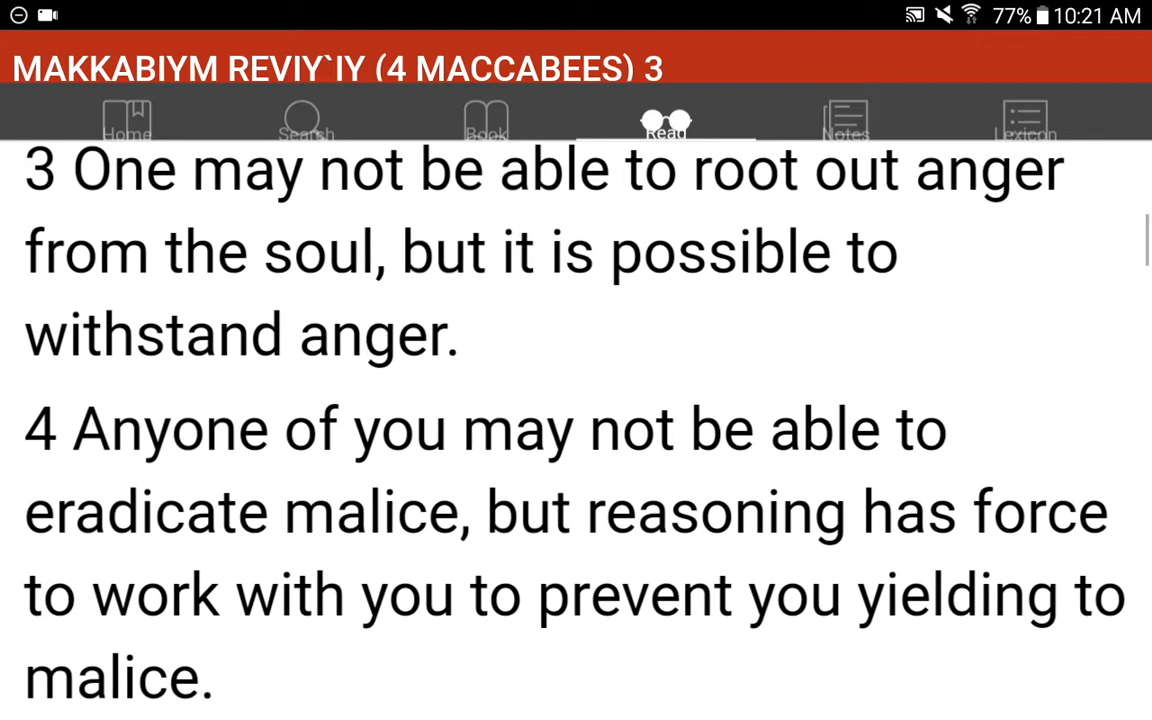 77% 10:21 AM
MAKKABIYM REVIY`IY (4 MACCABEES) 3
Home Search Book Read Notes Lexicon
3 One may not be able to root out anger
from the soul, but it is possible to
withstand anger.
4 Anyone of you may not be able to
eradicate malice, but reasoning has force
to work with you to prevent you yielding to
malice.